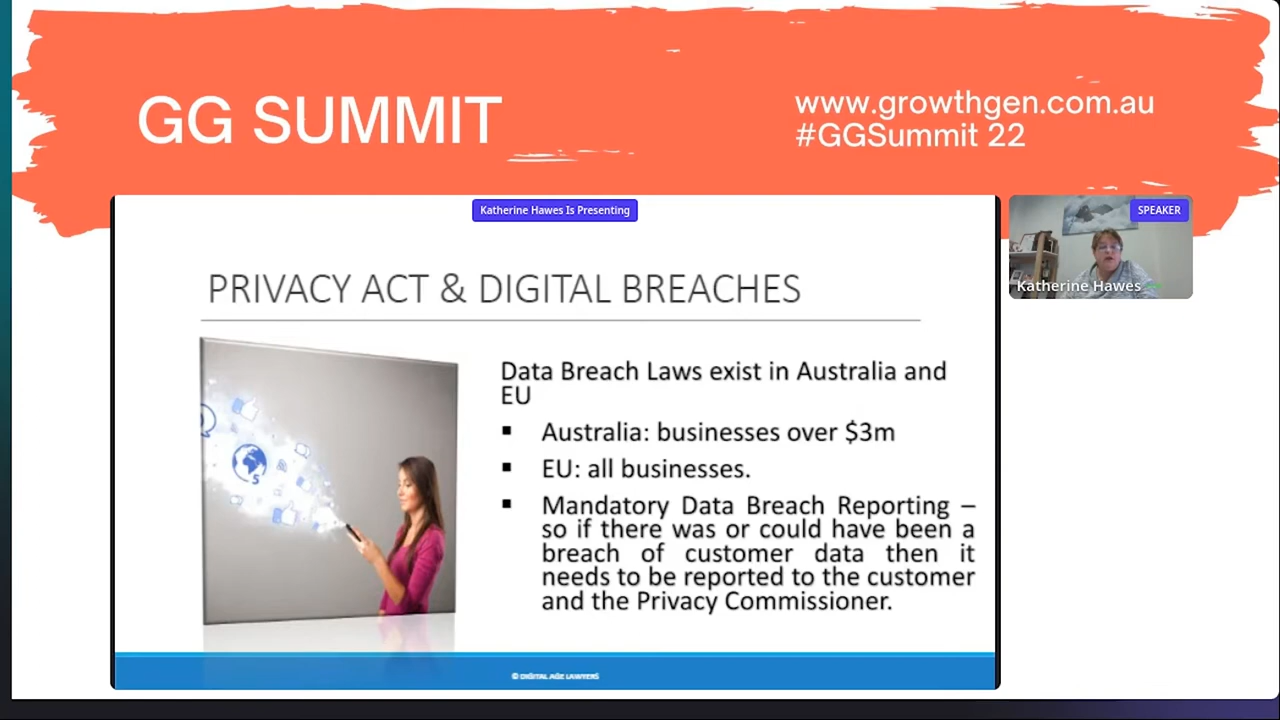 GG SUMMIT
www.growthgen.com.au
#GGSummit 22
Katherine Hawes Is Presenting
SPEAKER
Katherine Hawes
PRIVACY ACT & DIGITAL BREACHES
Data Breach Laws exist in Australia and
EU
▪ Australia: businesses over $3m
▪ EU: all businesses.
▪ Mandatory Data Breach Reporting –
so if there was or could have been a
breach of customer data then it
needs to be reported to the customer
and the Privacy Commissioner.
© DIGITAL AGE LAWYERS